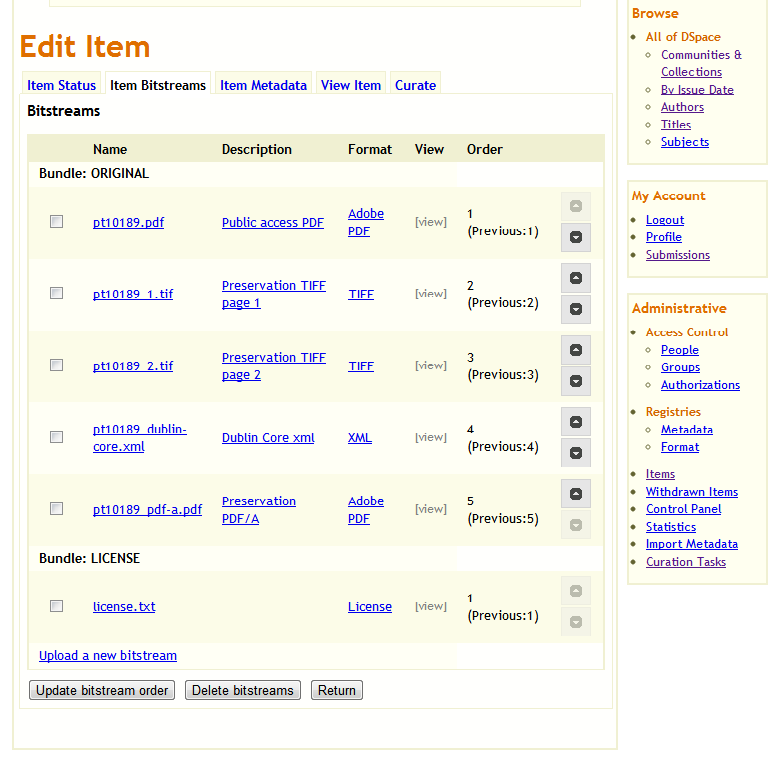 Edit Item
Item Status
Item Bitstreams
Item Metadata
View Item
Curate
Bitstreams
Name Description Format View Order
Bundle: ORIGINAL
pt10189.pdf Public access PDF Adobe PDF [view] 1 (Previous:1)
pt10189_1.tif Preservation TIFF page 1 TIFF [view] 2 (Previous:2)
pt10189_2.tif Preservation TIFF page 2 TIFF [view] 3 (Previous:3)
pt10189_dublin-core.xml Dublin Core xml XML [view] 4 (Previous:4)
pt10189_pdf-a.pdf Preservation PDF/A Adobe PDF [view] 5 (Previous:5)
Bundle: LICENSE
license.txt License [view] 1 (Previous:1)
Upload a new bitstream
Update bitstream order
Delete bitstreams
Return
Browse
All of DSpace
Communities &
Collections
By Issue Date
Authors
Titles
Subjects
My Account
Logout
Profile
Submissions
Administrative
Access Control
People
Groups
Authorizations
Registries
Metadata
Format
Items
Withdrawn Items
Control Panel
Statistics
Import Metadata
Curation Tasks